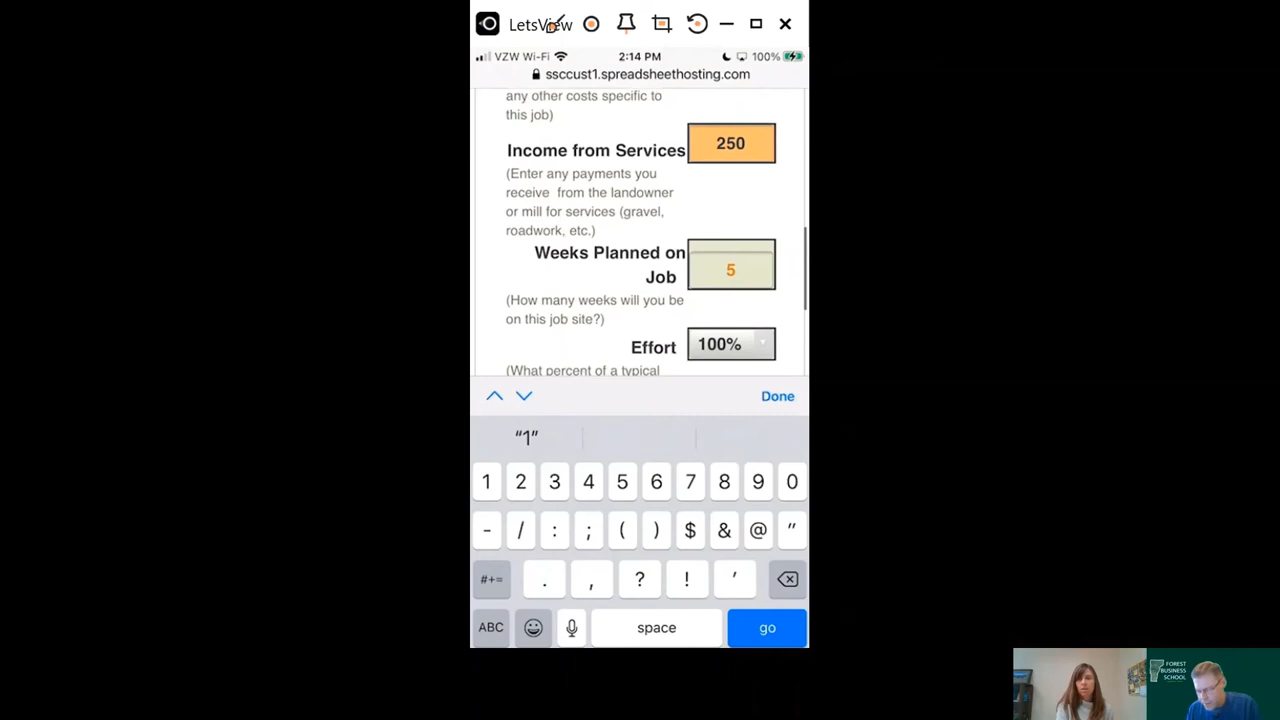 LetsView
VZW Wi-Fi 2:14 PM 100%
ssccust1.spreadsheethosting.com
any other costs specific to
this job)
Income from Services 250
(Enter any payments you
receive from the landowner
or mill for services (gravel,
roadwork, etc.)
Weeks Planned on
Job 5
(How many weeks will you be
on this job site?)
Effort 100%
(What percent of a typical
Done
“1”
1 2 3 4 5 6 7 8 9 0
- / : ; ( ) $ & @ "
#+= . , ? ! '
ABC space go
FOREST
BUSINESS
SCHOOL